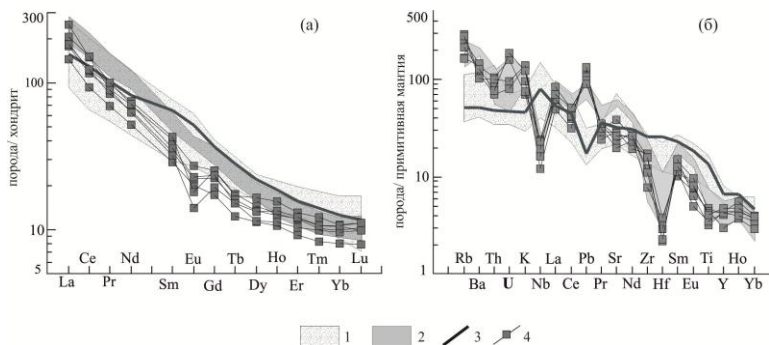 (а)
порода/ хондрит
300
100
10
5
La
Ce
Pr
Nd
Sm
Eu
Gd
Tb
Dy
Ho
Er
Tm
Yb
Lu
(б)
порода/ примитивная мантия
500
100
10
1
Rb
Ba
Th
U
K
Nb
La
Ce
Pb
Pr
Sr
Nd
Zr
Hf
Sm
Eu
Ti
Y
Ho
Yb
1 2 3 4